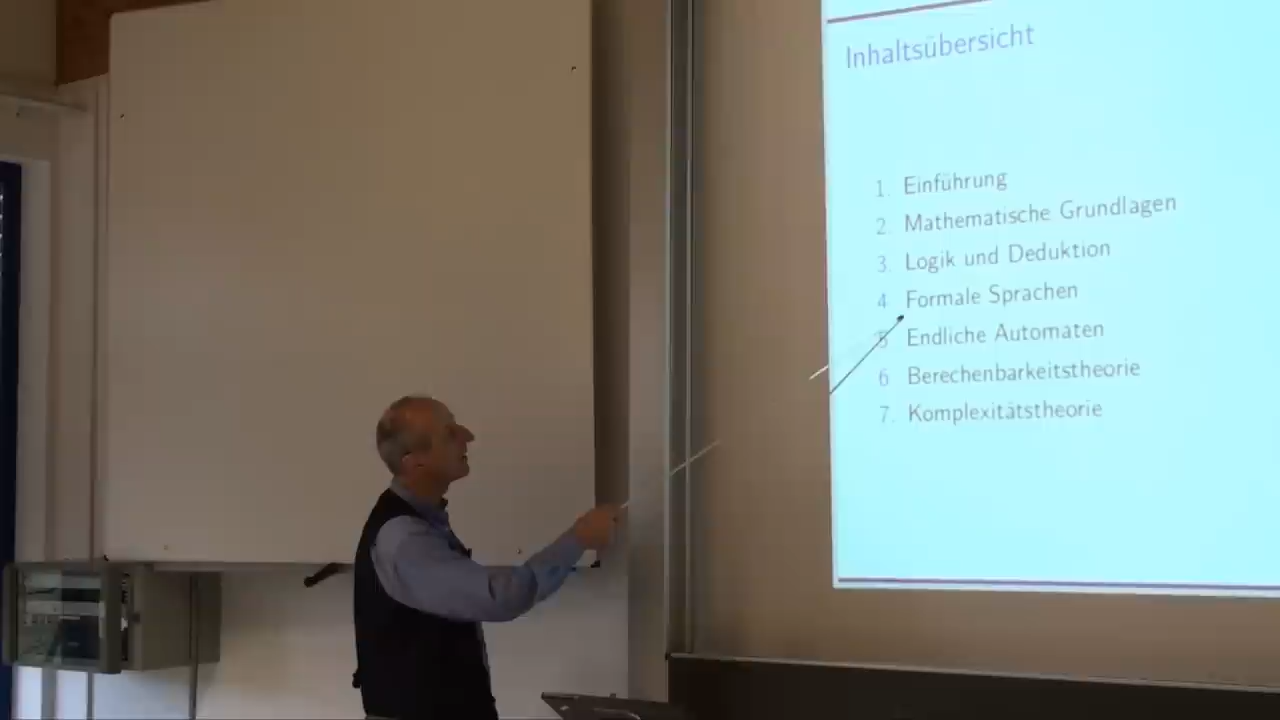 Inhaltsübersicht
1. Einführung
2. Mathematische Grundlagen
3. Logik und Deduktion
4 Formale Sprachen
5 Endliche Automaten
6 Berechenbarkeitstheorie
7. Komplexitätstheorie